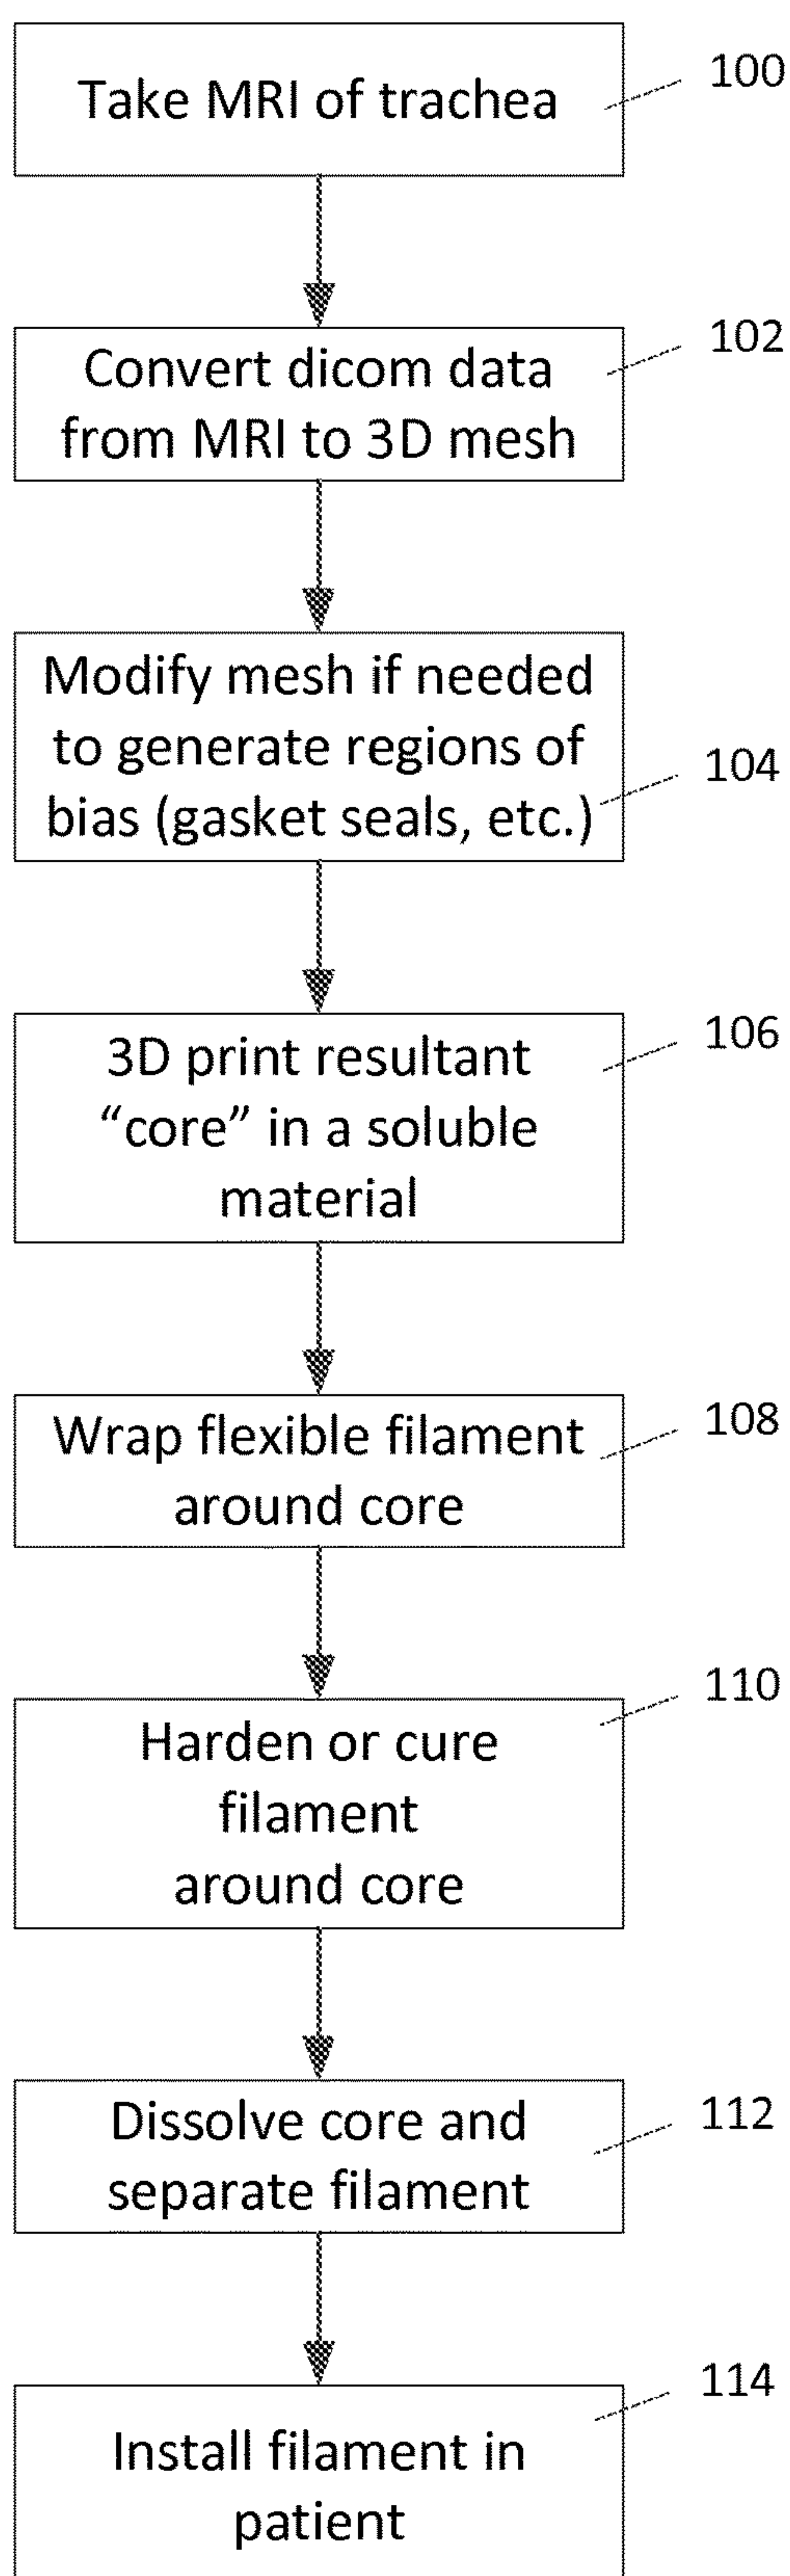 Take MRI of trachea
100
Convert dicom data
from MRI to 3D mesh
102
Modify mesh if needed
to generate regions of
bias (gasket seals, etc.)
104
3D print resultant
“core” in a soluble
material
106
Wrap flexible filament
around core
108
Harden or cure
filament
around core
110
Dissolve core and
separate filament
112
Install filament in
patient
114